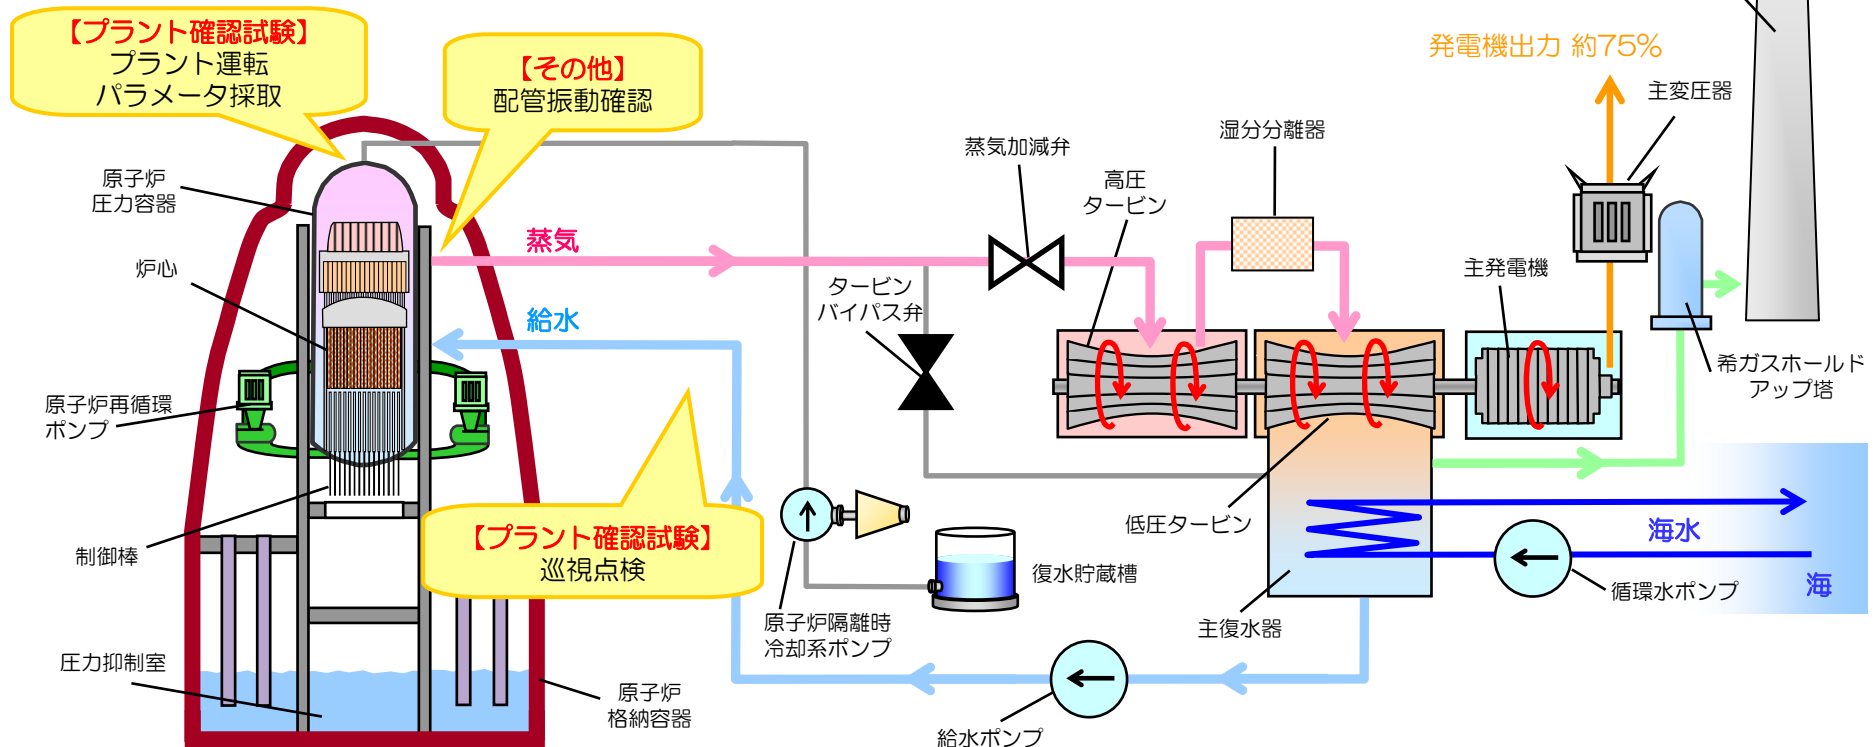 【プラント確認試験】
プラント運転
パラメータ採取
【その他】
配管振動確認
発電機出力 約75%
主変圧器
湿分分離器
蒸気加減弁
高圧
タービン
原子炉
圧力容器
蒸気
炉心
タービン
バイパス弁
主発電機
給水
希ガスホールド
アップ塔
原子炉再循環
ポンプ
制御棒
【プラント確認試験】
巡視点検
低圧タービン
海水
復水貯蔵槽
循環水ポンプ
海
原子炉隔離時
冷却系ポンプ
主復水器
圧力抑制室
原子炉
格納容器
給水ポンプ